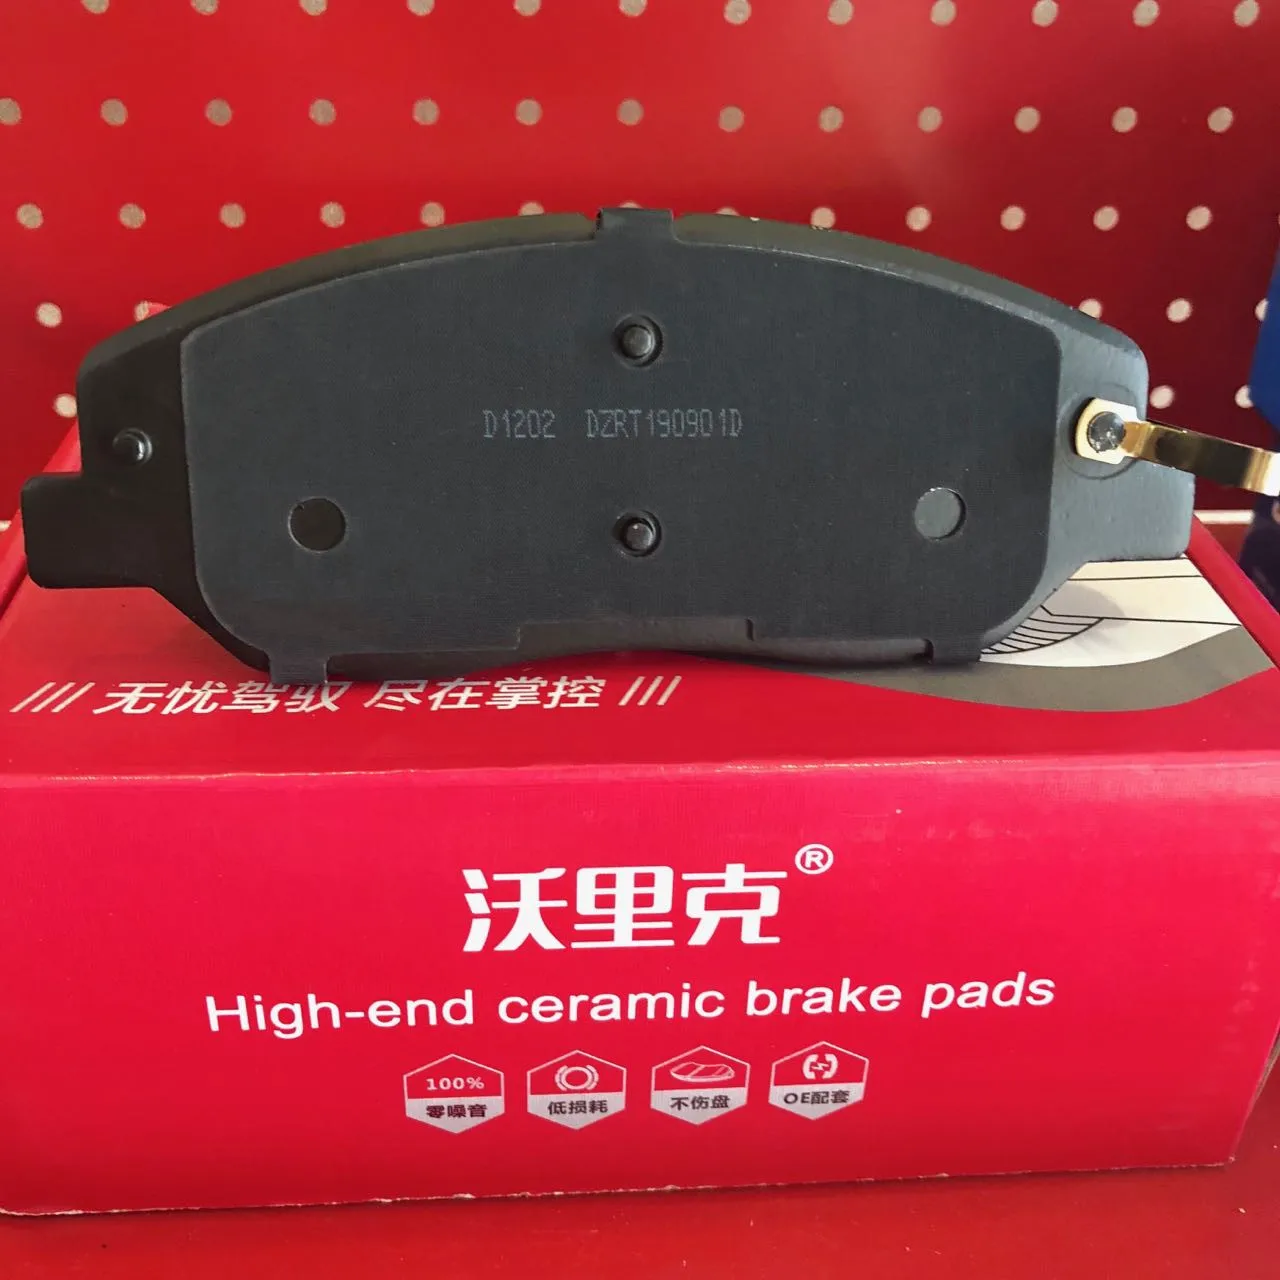 D1202 DZRT190901D
/// 无忧驾驭 尽在掌控 ///
沃里克®
High-end ceramic brake pads
100% 零噪音
低损耗
不伤盘
OE配套